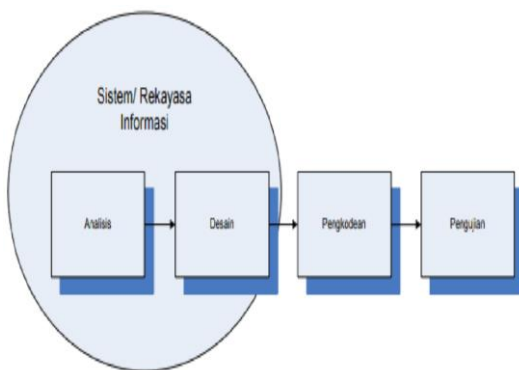 Sistem/ Rekayasa
Informasi
Analisis
Desain
Pengkodean
Pengujian